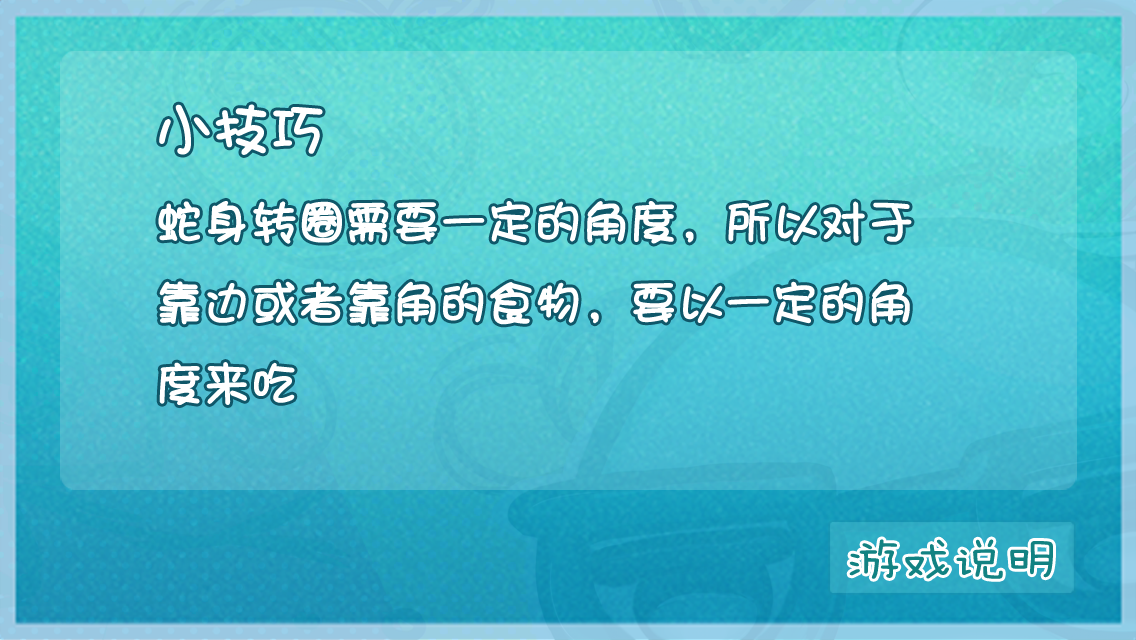 小技巧
蛇身转圈需要一定的角度，所以对于
靠边或者靠角的食物，要以一定的角
度来吃
游戏说明